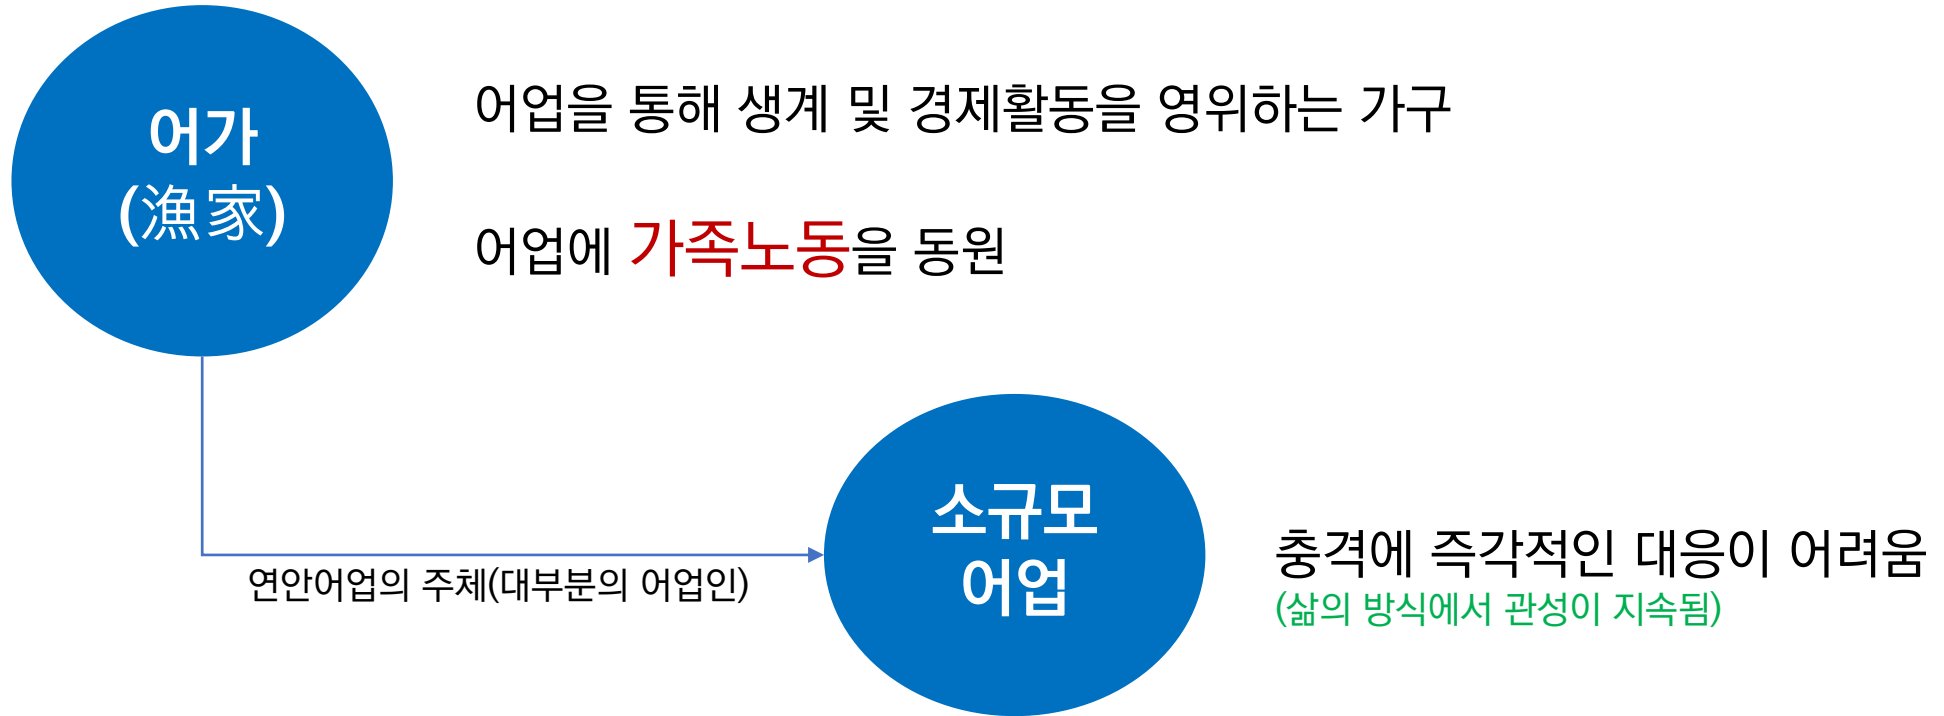 어가
(漁家)
어업을 통해 생계 및 경제활동을 영위하는 가구
어업에 가족노동을 동원
연안어업의 주체(대부분의 어업인)
소규모
어업
충격에 즉각적인 대응이 어려움
(삶의 방식에서 관성이 지속됨)